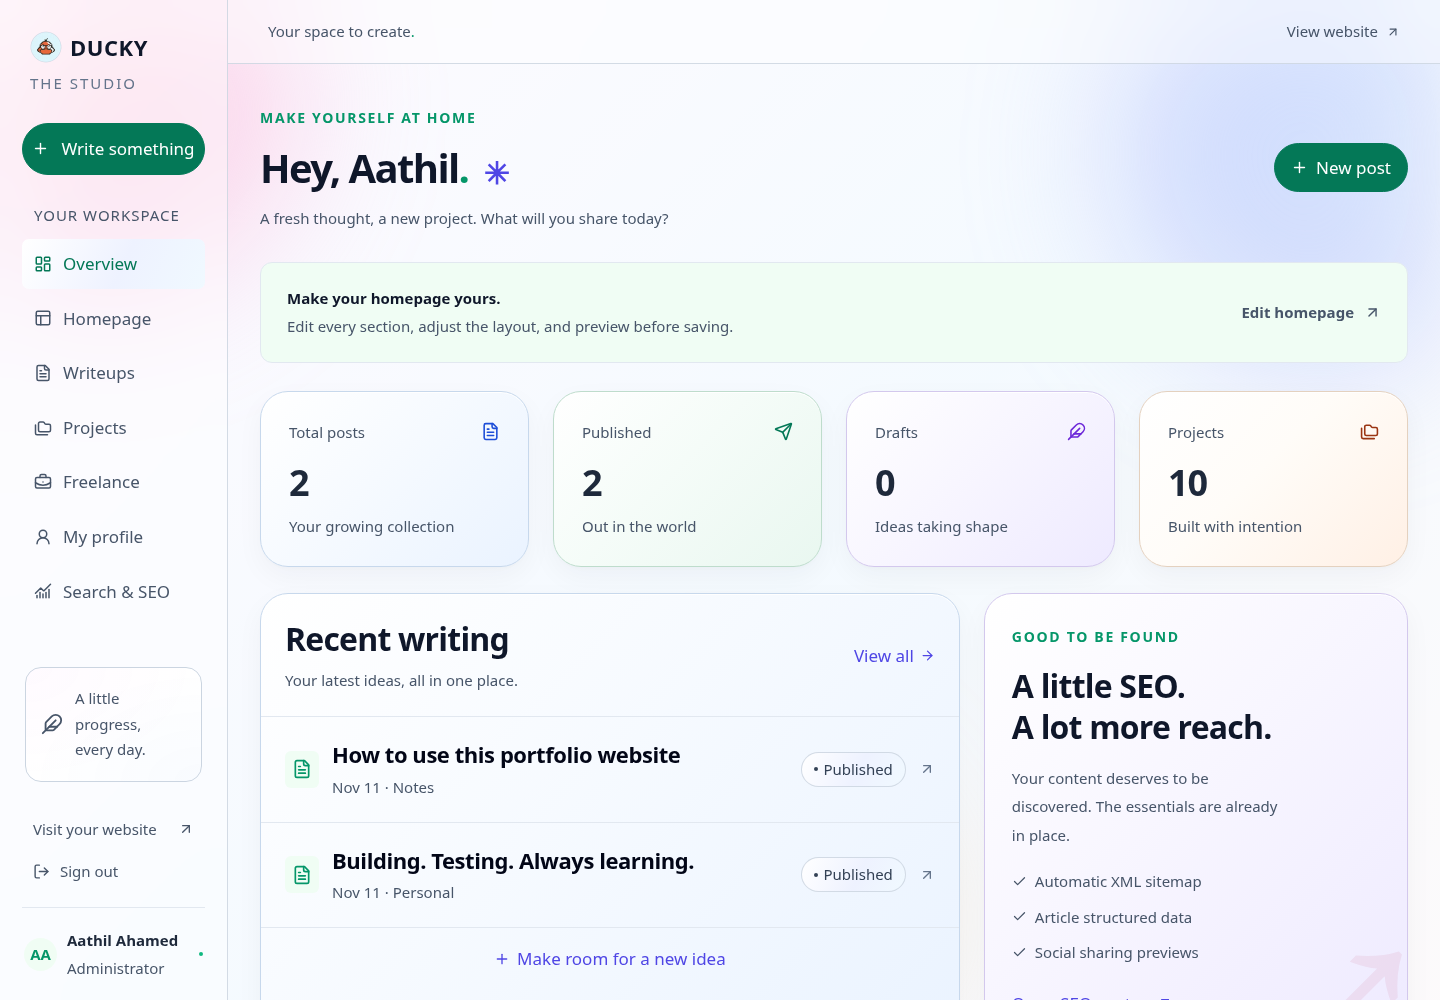 DUCKY
THE STUDIO
Write something
YOUR WORKSPACE
Overview
Homepage
Writeups
Projects
Freelance
My profile
Search & SEO
A little
progress,
every day.
Visit your website
Sign out
AA
Aathil Ahamed
Administrator
Your space to create.
View website
MAKE YOURSELF AT HOME
Hey, Aathil.
A fresh thought, a new project. What will you share today?
New post
Make your homepage yours.
Edit every section, adjust the layout, and preview before saving.
Edit homepage
Total posts
2
Your growing collection
Published
2
Out in the world
Drafts
0
Ideas taking shape
Projects
10
Built with intention
Recent writing
Your latest ideas, all in one place.
View all
How to use this portfolio website
Nov 11 · Notes
• Published
Building. Testing. Always learning.
Nov 11 · Personal
• Published
Make room for a new idea
GOOD TO BE FOUND
A little SEO.
A lot more reach.
Your content deserves to be
discovered. The essentials are already
in place.
Automatic XML sitemap
Article structured data
Social sharing previews